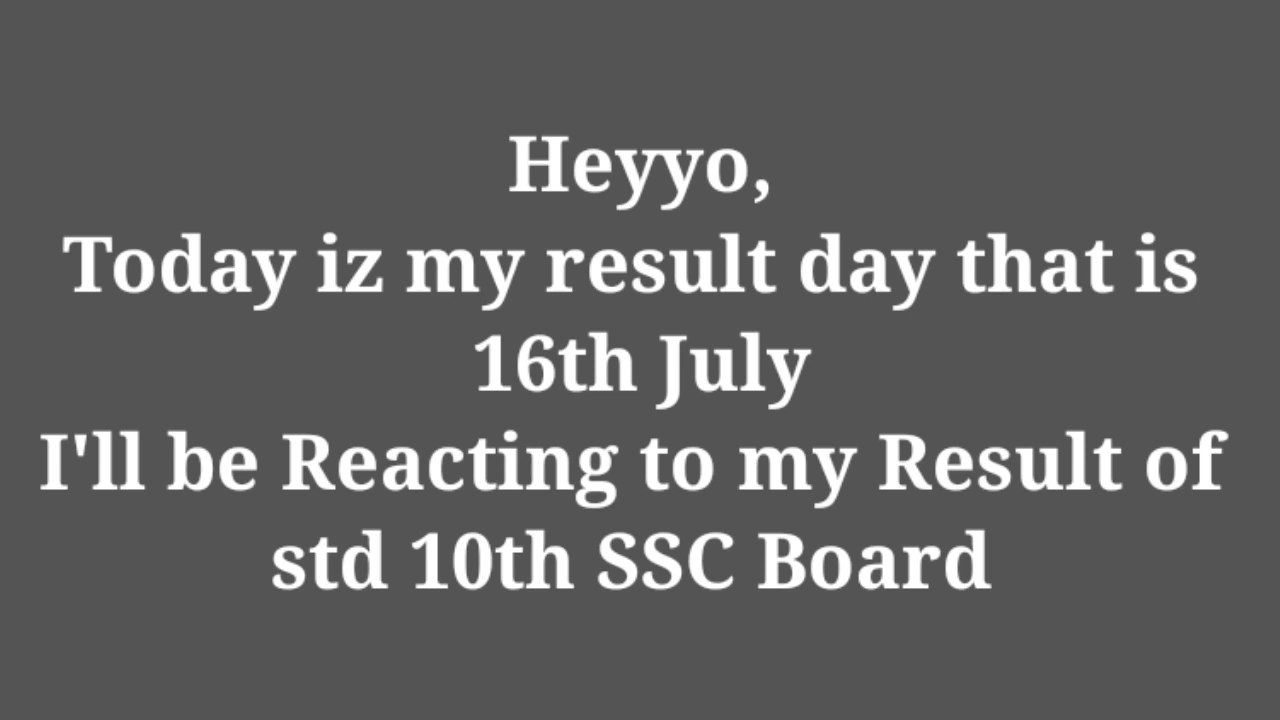 Heyyo,
Today iz my result day that is
16th July
I'll be Reacting to my Result of
std 10th SSC Board